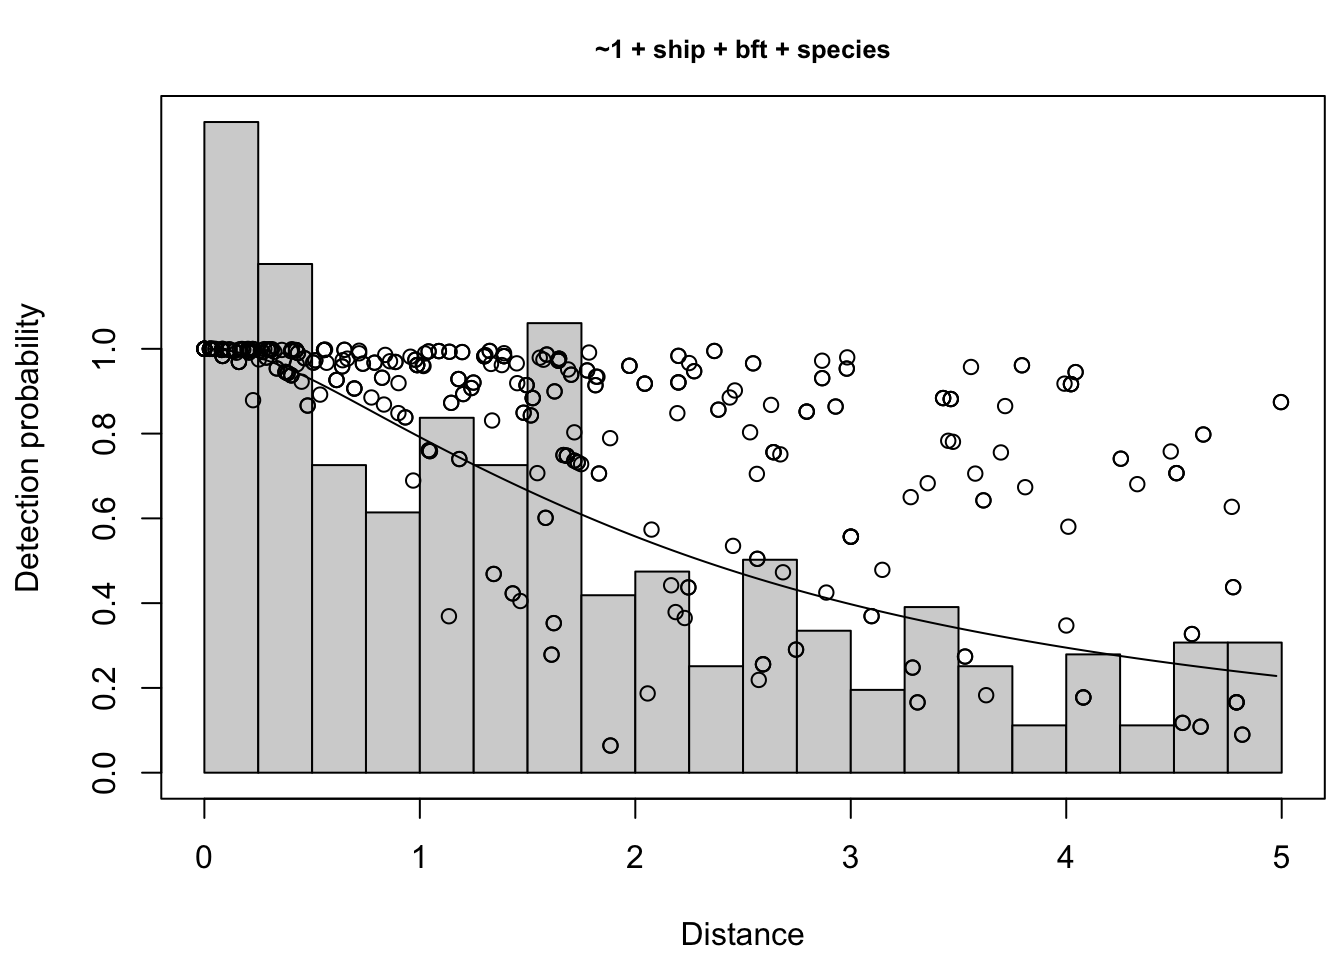 ~1 + ship + bft + species
Detection probability
1.0
0.8
0.6
0.4
0.2
0.0
0 1 2 3 4 5
Distance